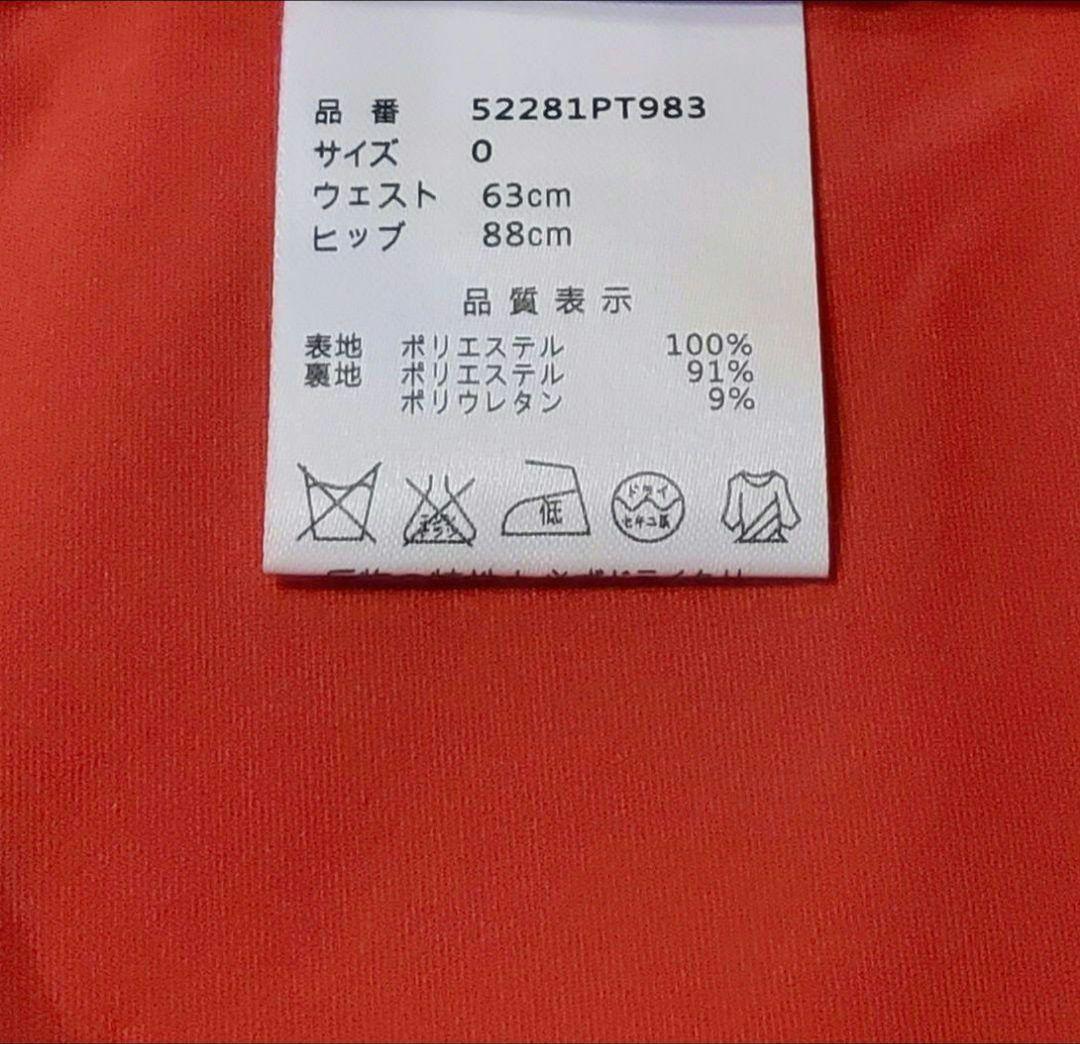 品 番 52281PT983
サイズ 0
ウェスト 63cm
ヒップ 88cm
品質表示
表地 ポリエステル 100%
裏地 ポリエステル 91%
ポリウレタン 9%
低 ドライ
セキユ系